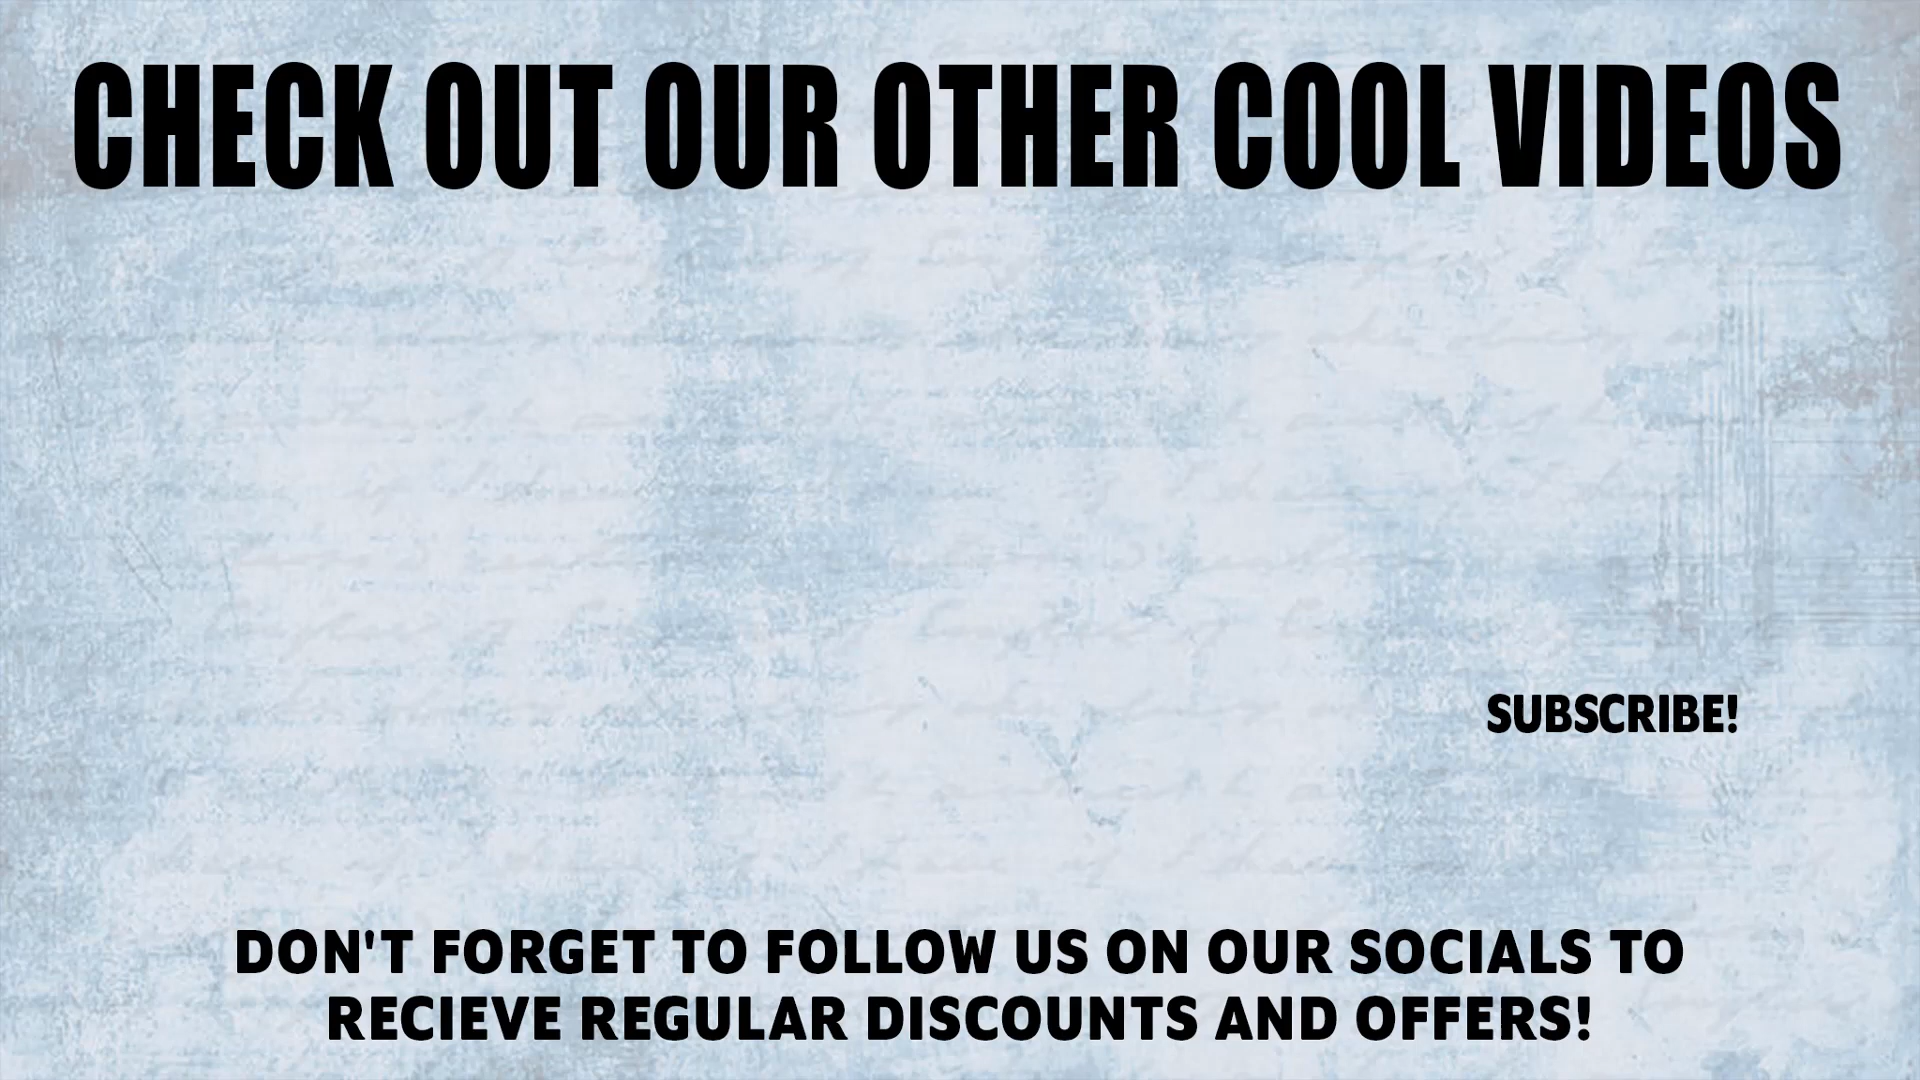 CHECK OUT OUR OTHER COOL VIDEOS
SUBSCRIBE!
DON'T FORGET TO FOLLOW US ON OUR SOCIALS TO
RECIEVE REGULAR DISCOUNTS AND OFFERS!